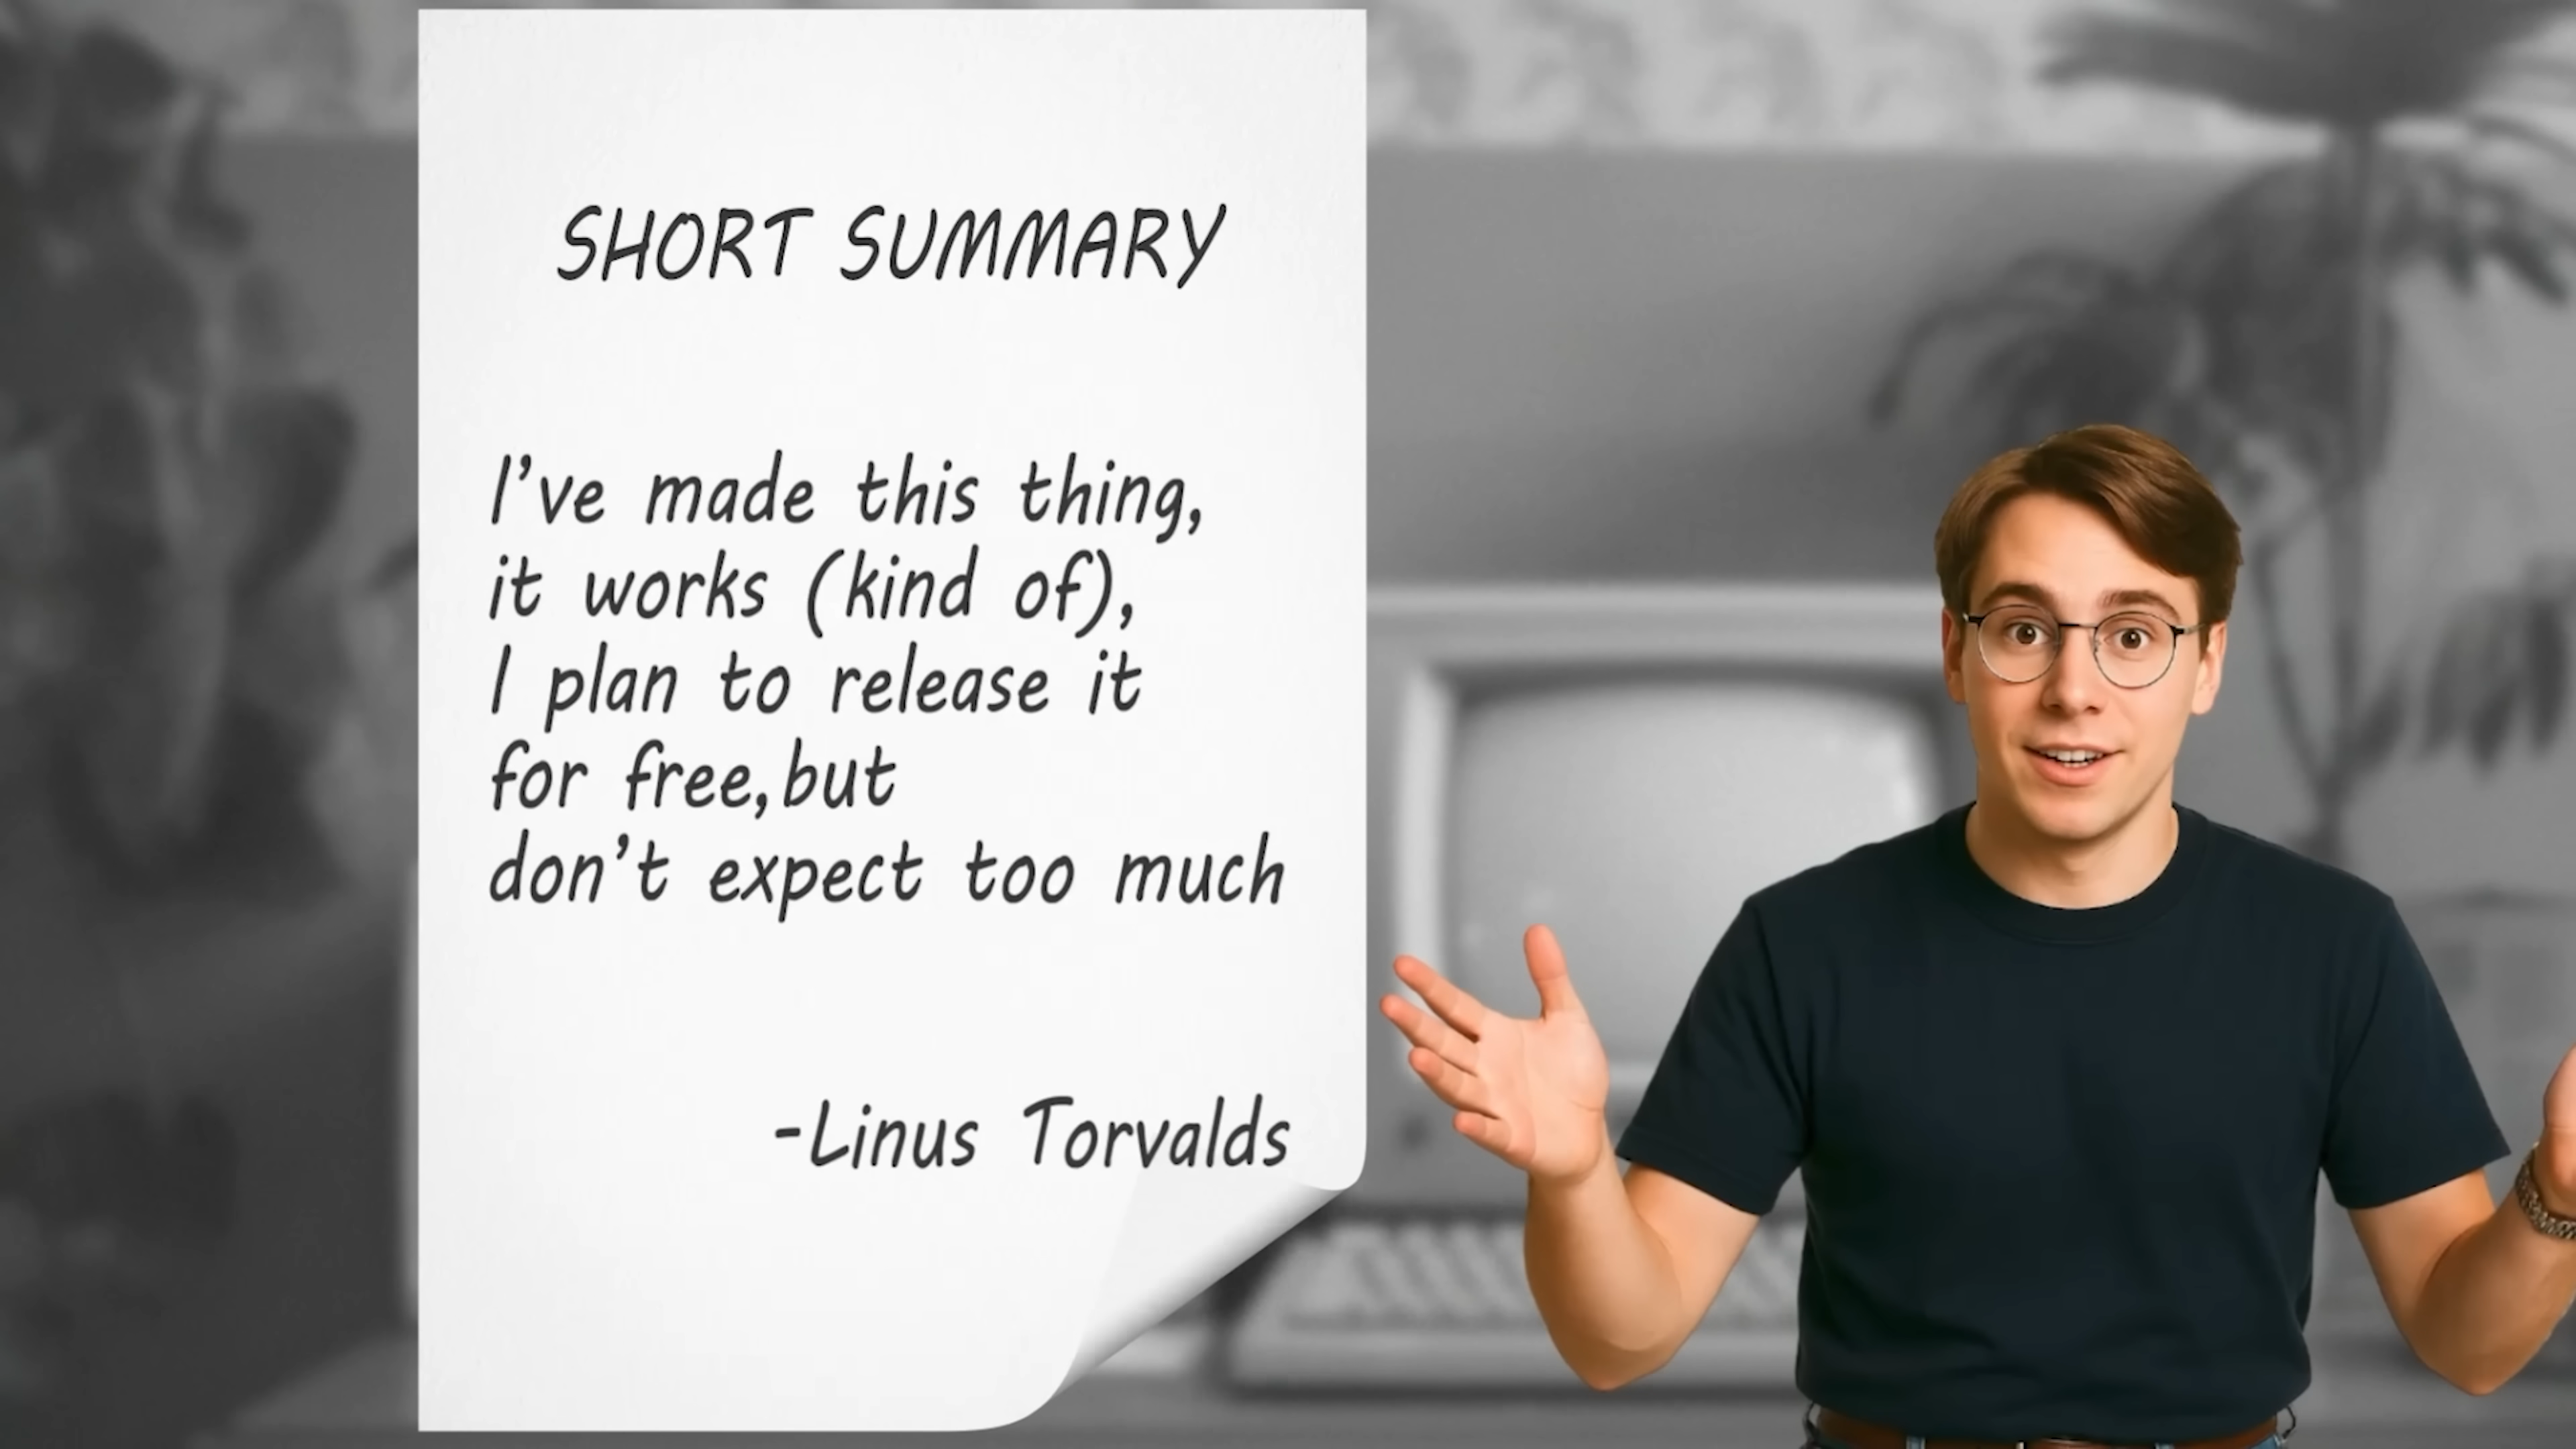 SHORT SUMMARY
I've made this thing,
it works (kind of),
I plan to release it
for free,but
don't expect too much
-Linus Torvalds